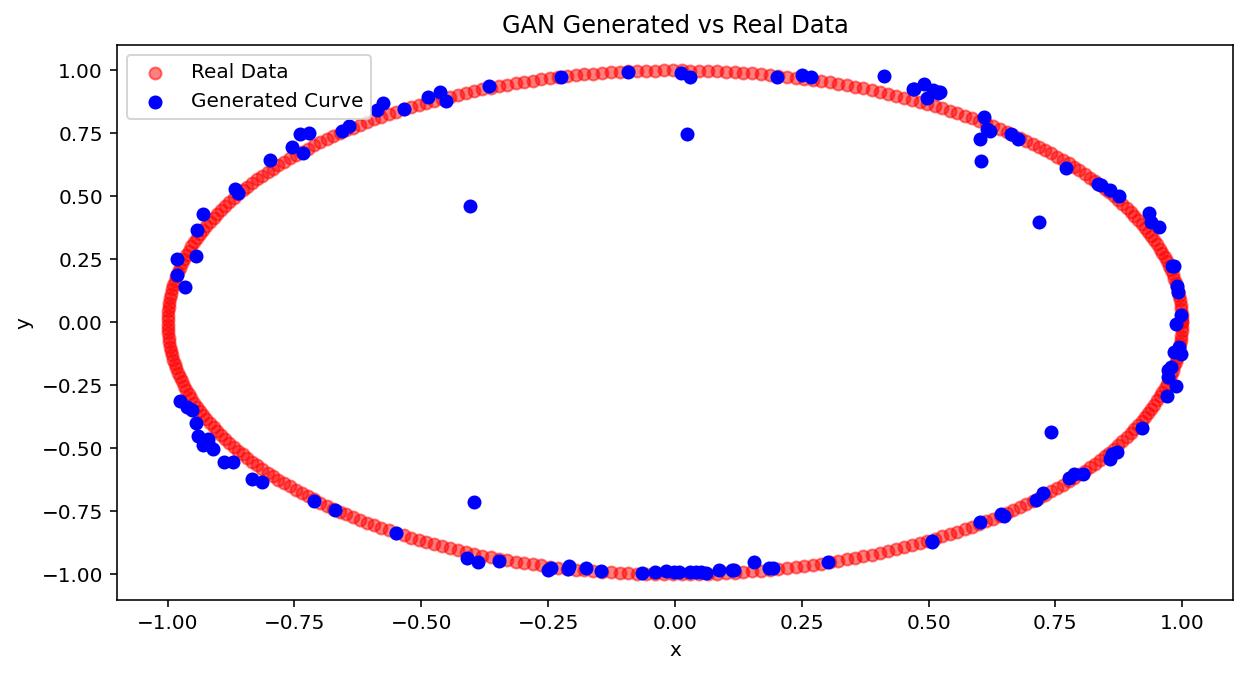 GAN Generated vs Real Data
Real Data
Generated Curve
1.00
0.75
0.50
0.25
0.00
−0.25
−0.50
−0.75
−1.00
y
−1.00 −0.75 −0.50 −0.25 0.00 0.25 0.50 0.75 1.00
x